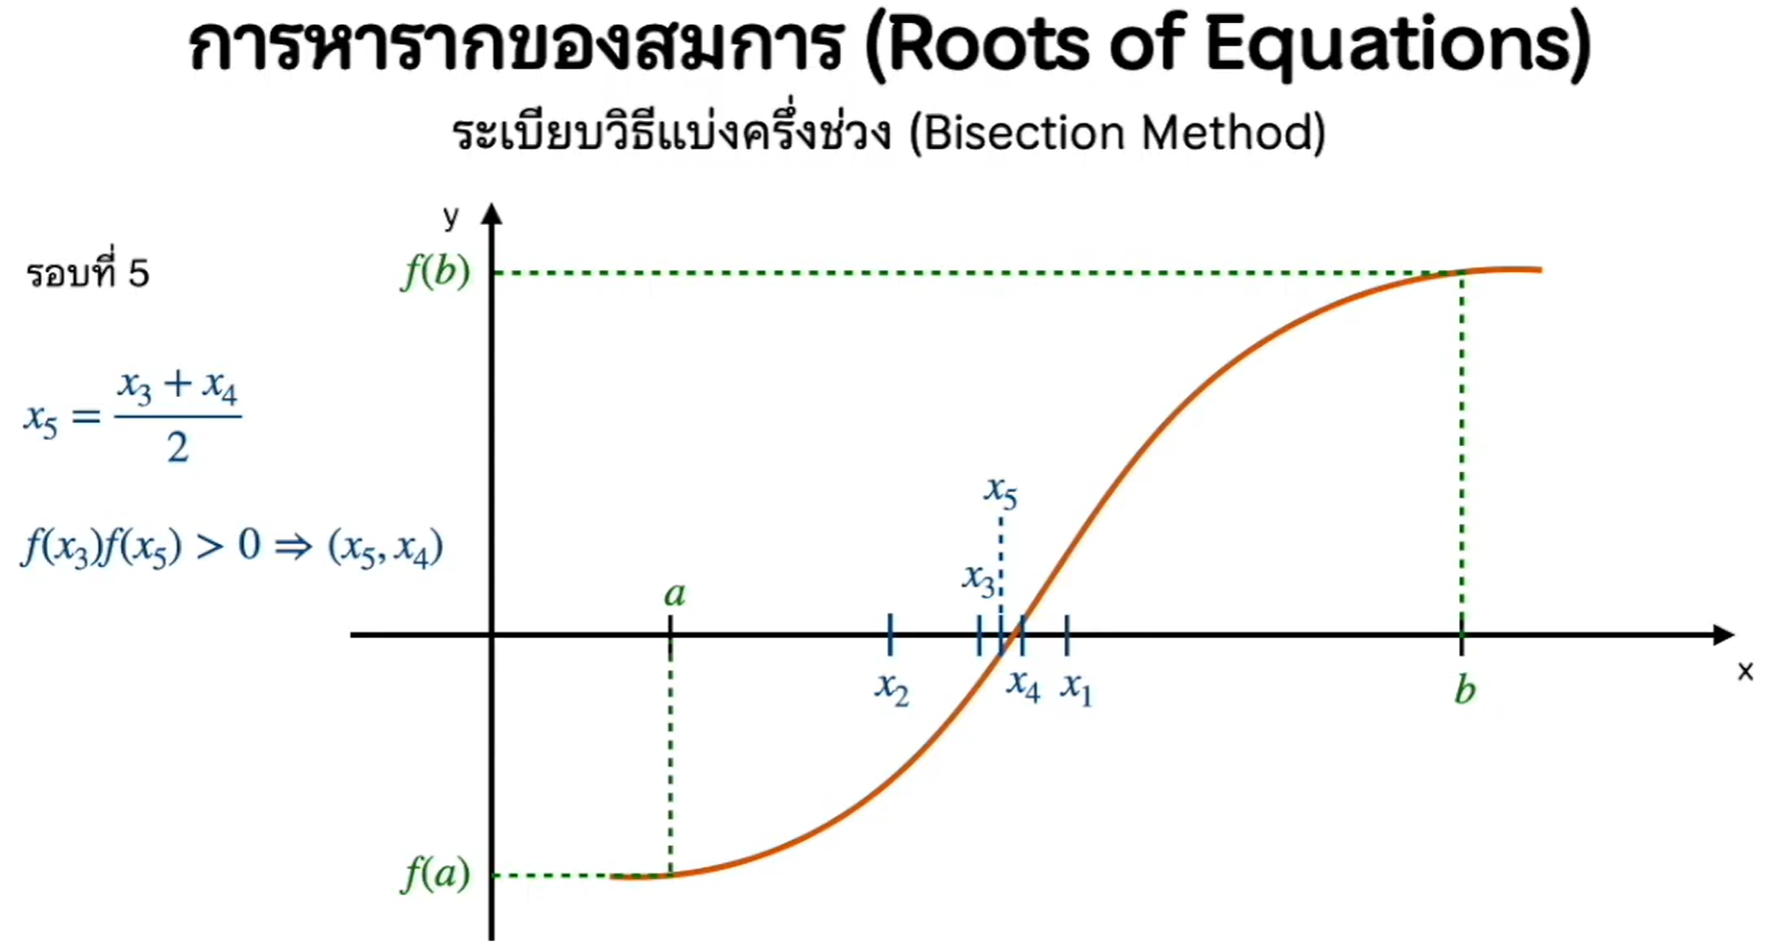 การหารากของสมการ (Roots of Equations)
ระเบียบวิธีแบ่งครึ่งช่วง (Bisection Method)
y
f(b)
รอบที่ 5
x₅ = (x₃ + x₄) / 2
x₅
f(x₃)f(x₅) > 0 ⇒ (x₅, x₄)
x₃
a
x₂
x₄
x₁
b
x
f(a)